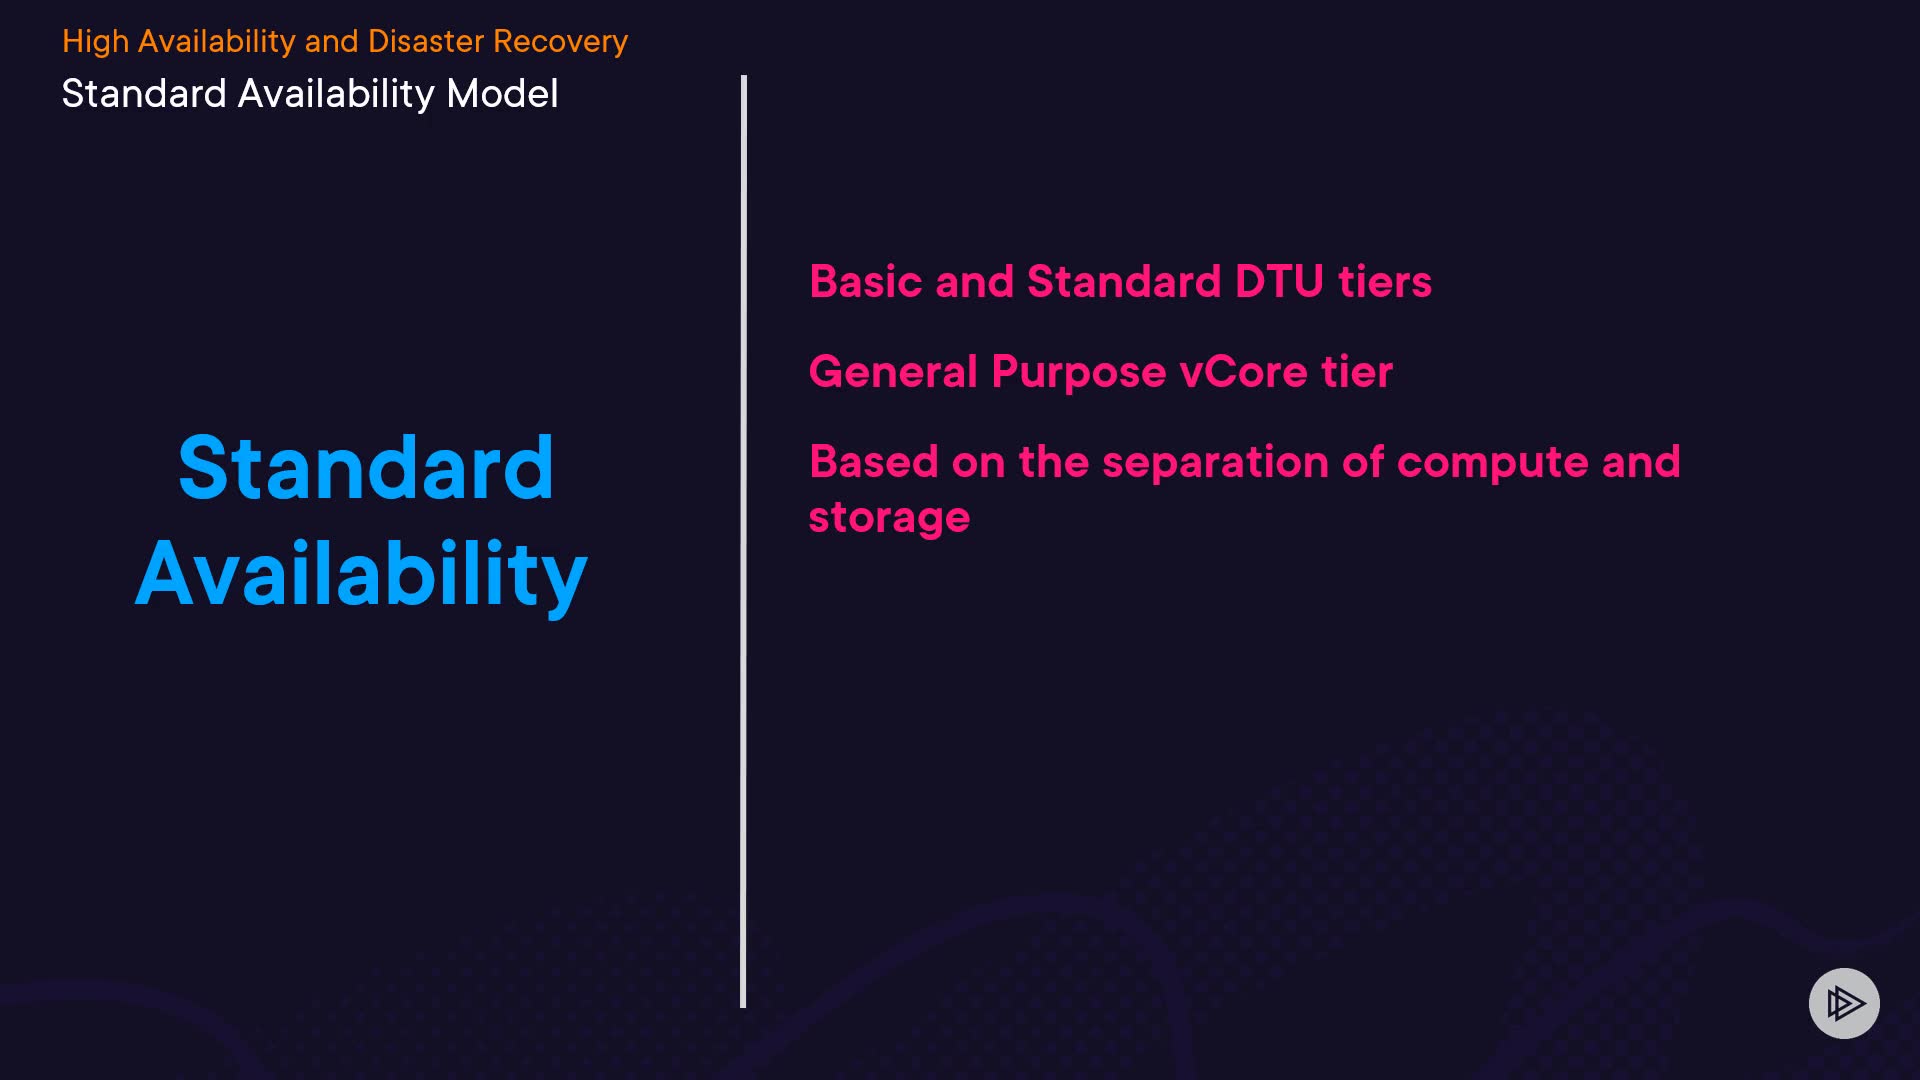 High Availability and Disaster Recovery
Standard Availability Model
Standard
Availability
Basic and Standard DTU tiers
General Purpose vCore tier
Based on the separation of compute and
storage